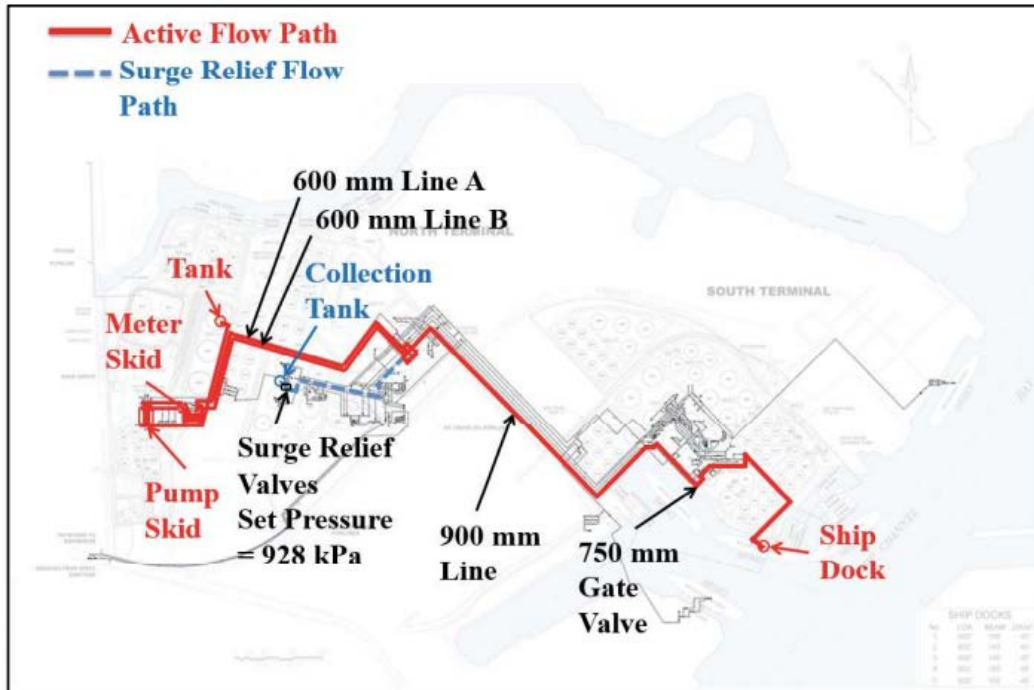 Active Flow Path
Surge Relief Flow
Path
600 mm Line A
600 mm Line B
NORTH TERMINAL
Tank
Collection
Tank
SOUTH TERMINAL
Meter
Skid
Surge Relief
Valves
Set Pressure
= 928 kPa
Pump
Skid
900 mm
Line
750 mm
Gate
Valve
Ship
Dock
SHIP DOCKS